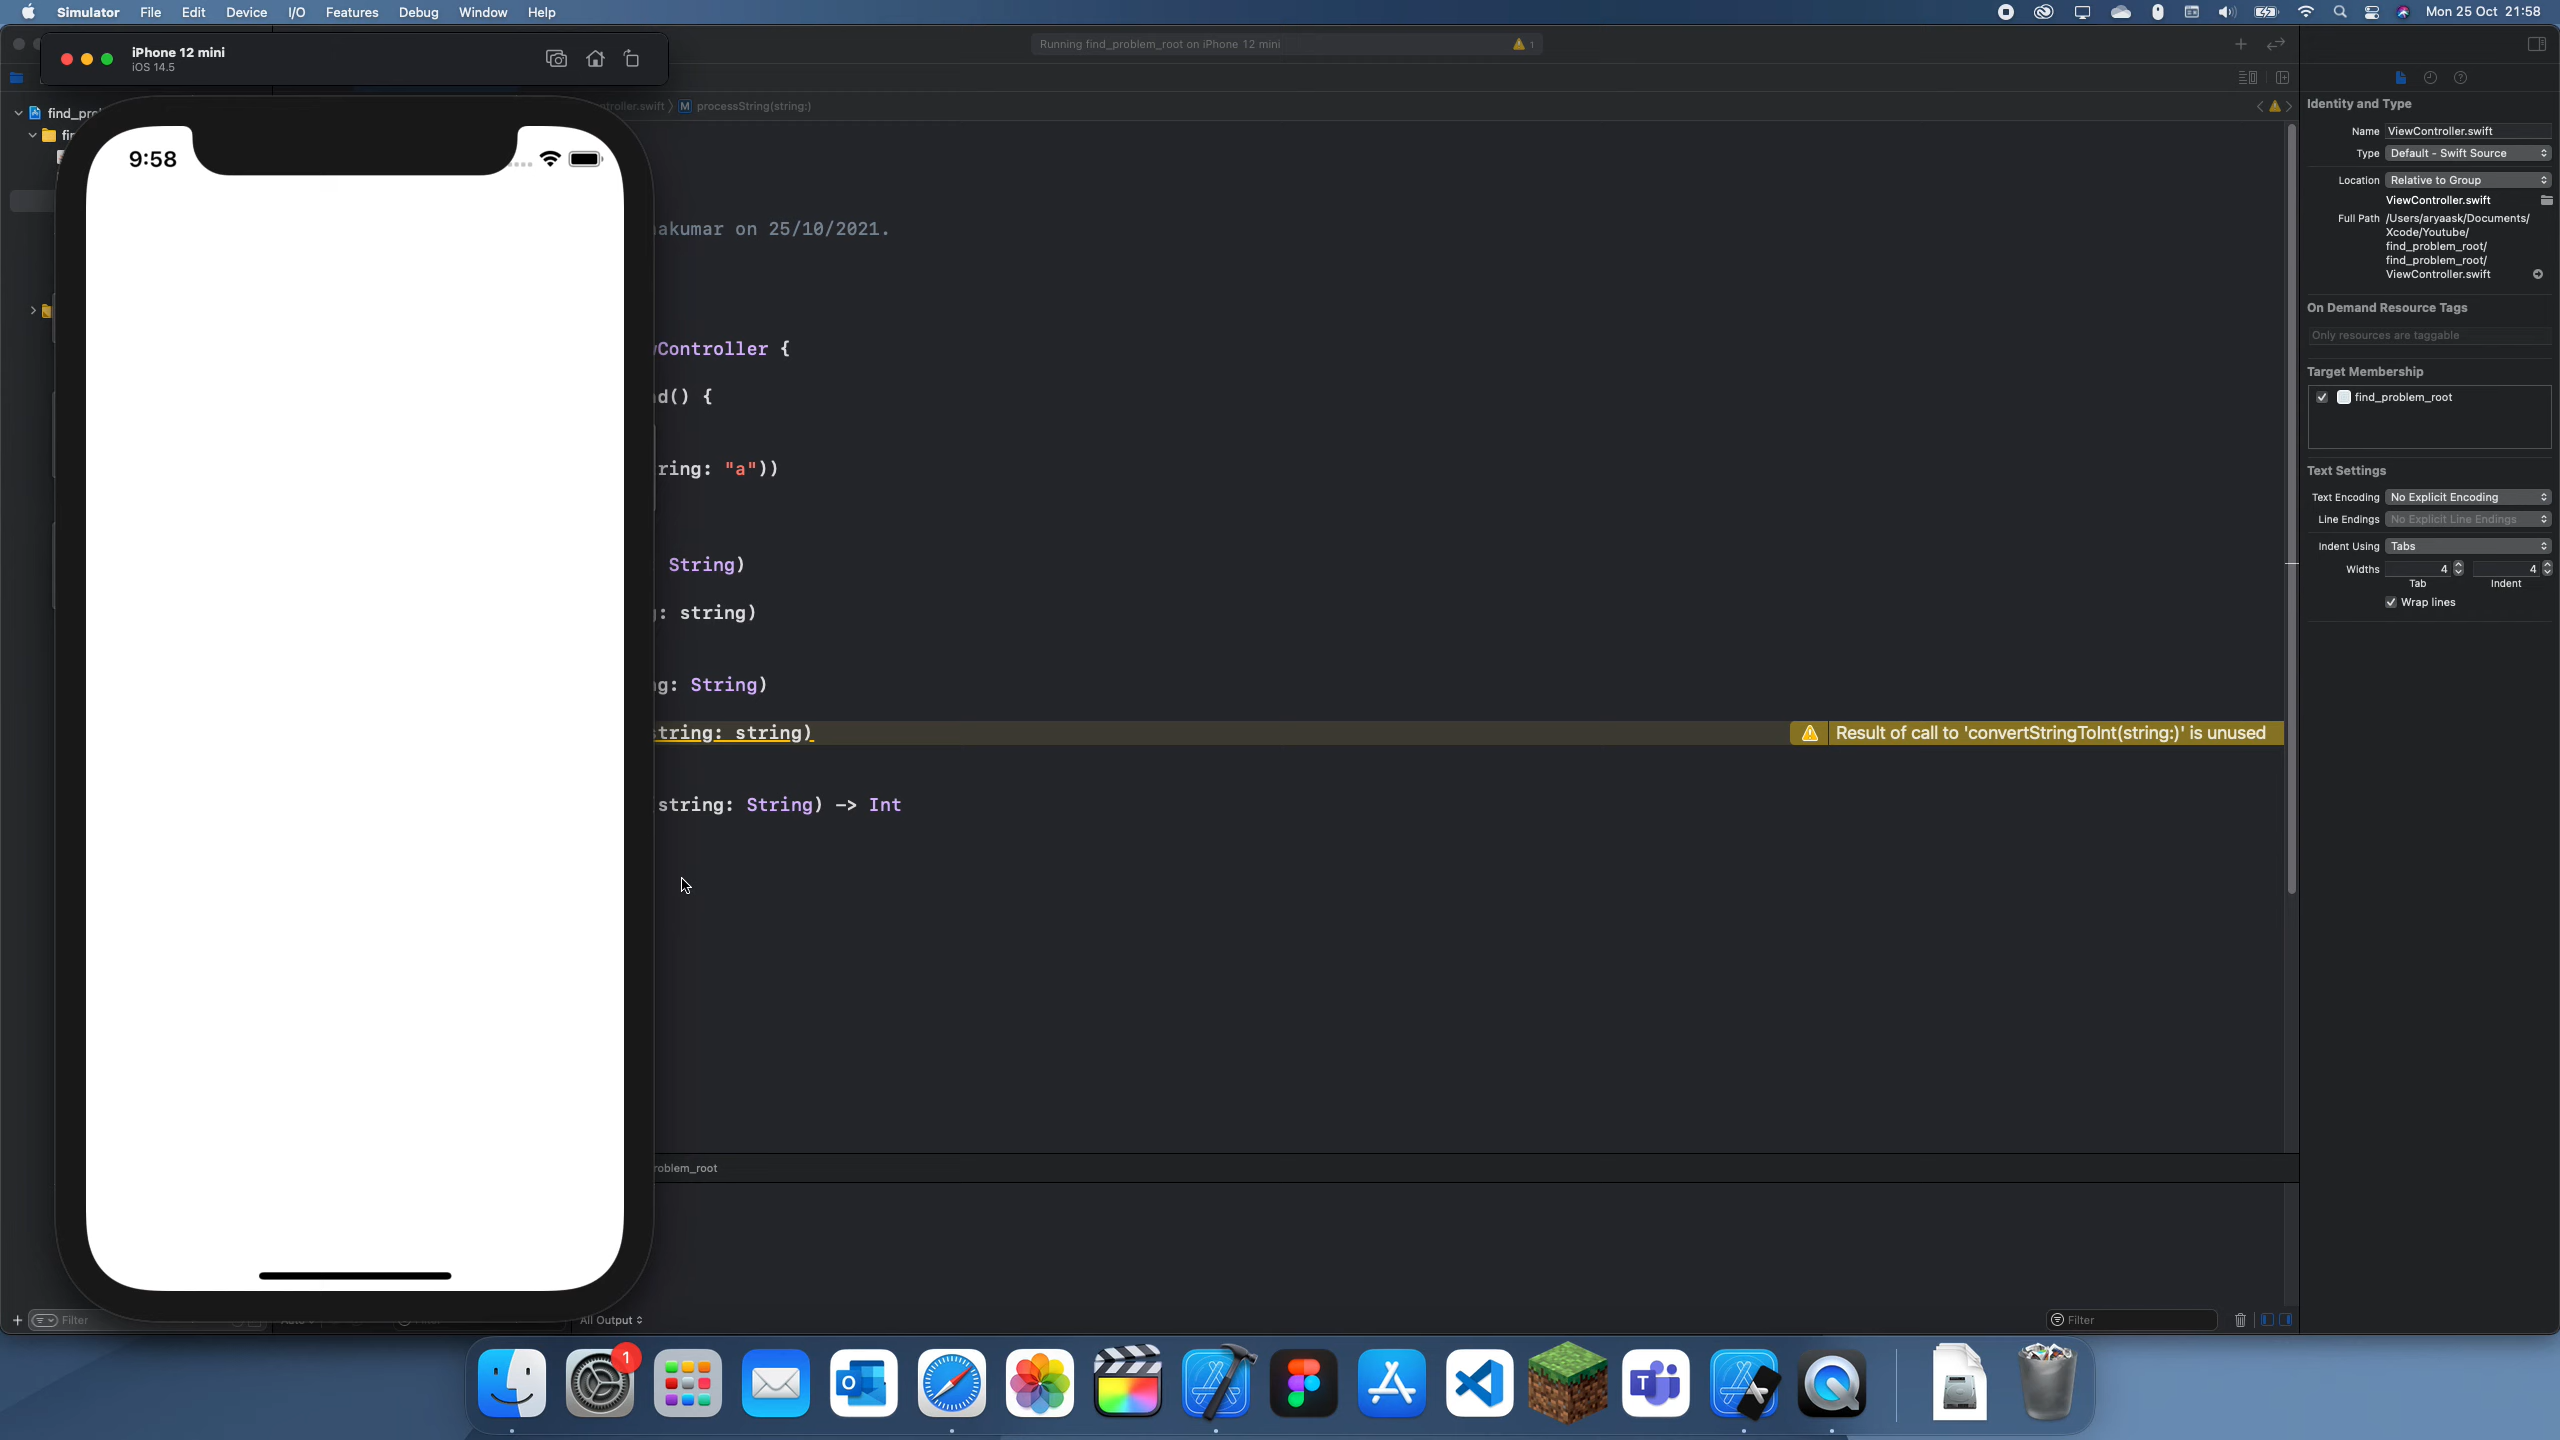 Simulator File Edit Device I/O Features Debug Window Help
Mon 25 Oct 21:58
iPhone 12 mini
iOS 14.5
Running find_problem_root on iPhone 12 mini
1
processString(string:)
find_pro
9:58
akumar on 25/10/2021.
Controller {
d() {
ring: "a"))
String)
: string)
g: String)
string: string)
Result of call to 'convertStringToInt(string:)' is unused
(string: String) -> Int
oblem_root
Filter
All Output
Filter
Identity and Type
Name ViewController.swift
Type Default - Swift Source
Location Relative to Group
ViewController.swift
Full Path /Users/aryaask/Documents/
Xcode/Youtube/
find_problem_root/
find_problem_root/
ViewController.swift
On Demand Resource Tags
Only resources are taggable
Target Membership
find_problem_root
Text Settings
Text Encoding No Explicit Encoding
Line Endings No Explicit Line Endings
Indent Using Tabs
Widths 4 4
Tab Indent
Wrap lines
1